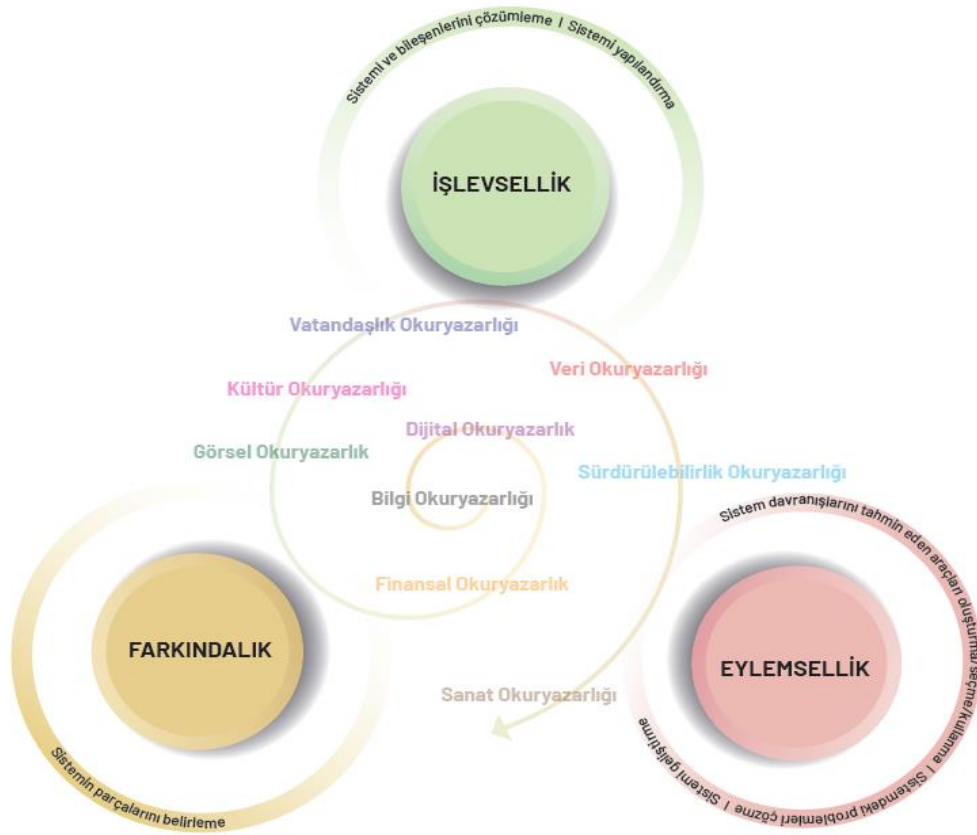 Sistemi ve bileşenlerini çözümleme | Sistemi yapılandırma
İŞLEVSELLİK
Vatandaşlık Okuryazarlığı
Veri Okuryazarlığı
Kültür Okuryazarlığı
Dijital Okuryazarlık
Görsel Okuryazarlık
Sürdürülebilirlik Okuryazarlığı
Bilgi Okuryazarlığı
Finansal Okuryazarlık
Sanat Okuryazarlığı
FARKINDALIK
Sistemin parçalarını belirleme
EYLEMSELLİK
Sistem davranışlarını tahmin eden araçları oluşturma/ seçme/kullanma | Sistemdeki problemleri çözme | Sistemi geliştirme